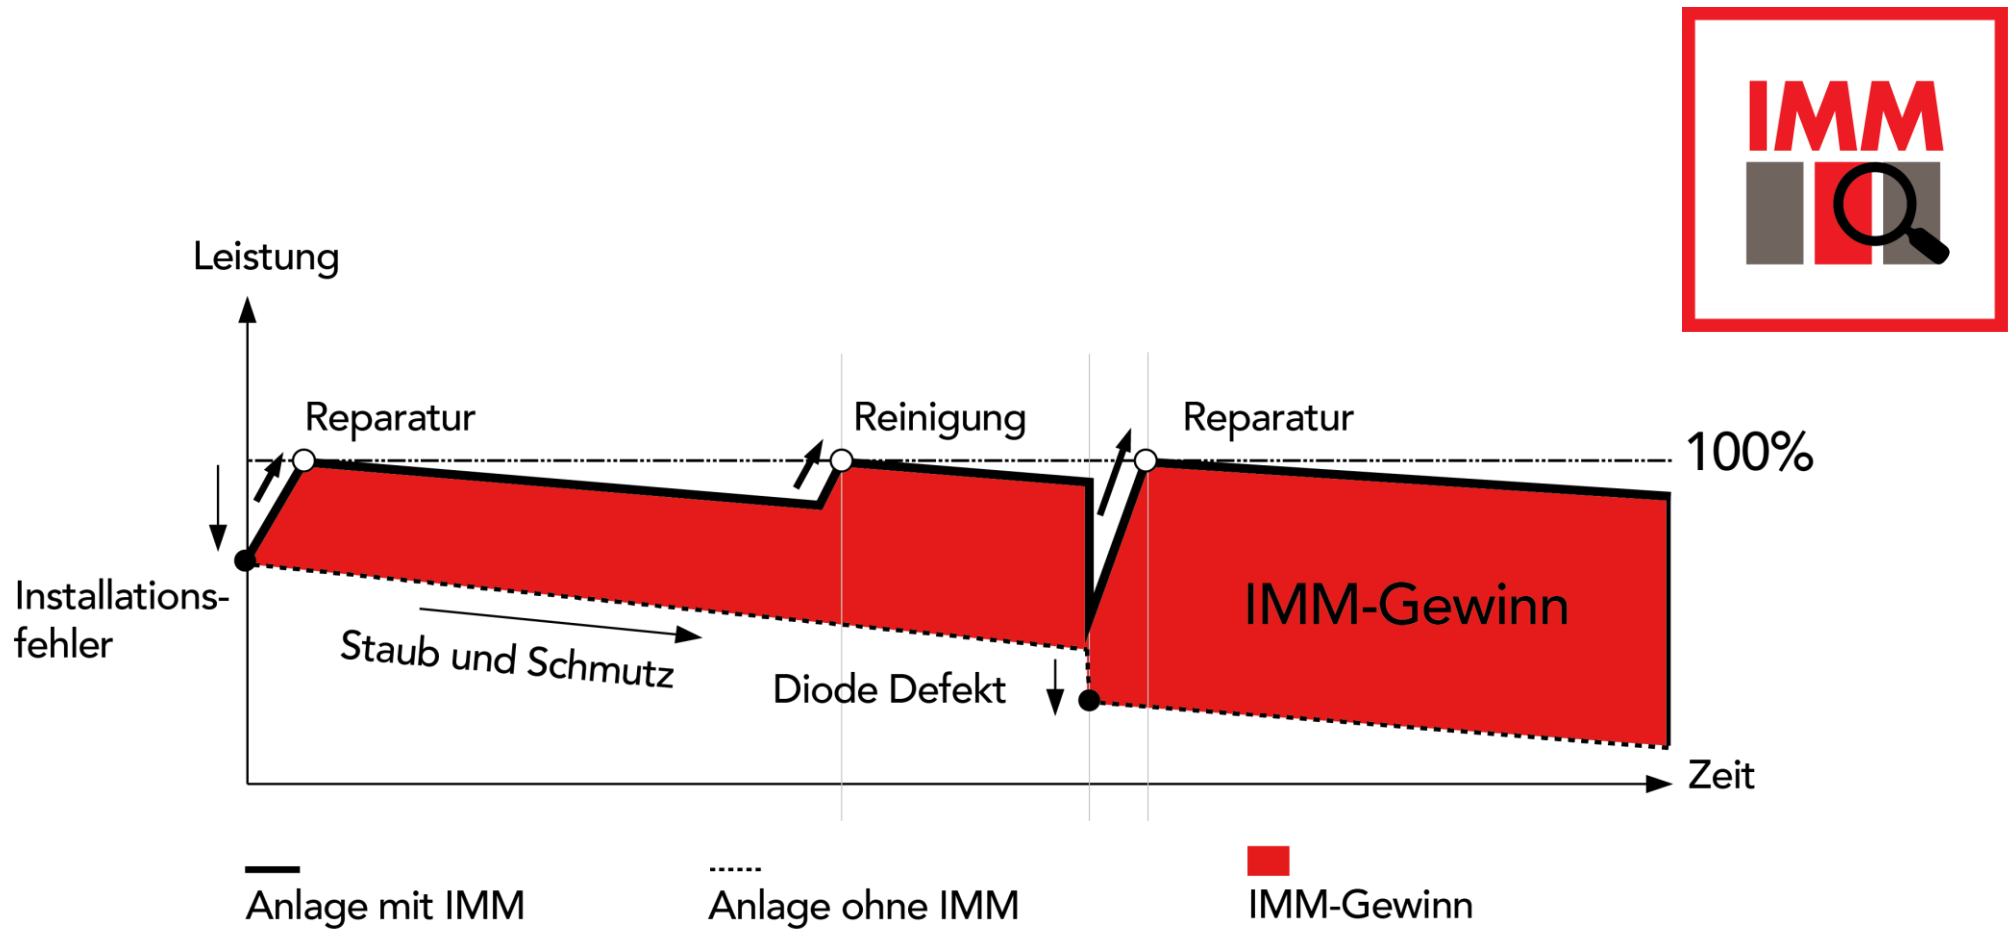 IMM
Leistung
Reparatur
Reinigung
Reparatur
100%
Installations-
fehler
IMM-Gewinn
Staub und Schmutz
Diode Defekt
Zeit
Anlage mit IMM
Anlage ohne IMM
IMM-Gewinn